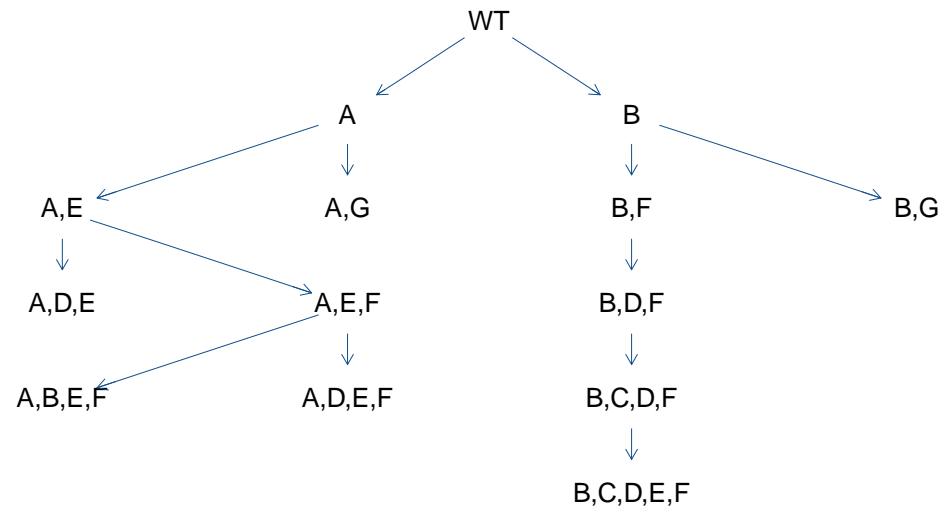 WT
A B
A,E A,G B,F B,G
A,D,E A,E,F B,D,F
A,B,E,F A,D,E,F B,C,D,F
B,C,D,E,F